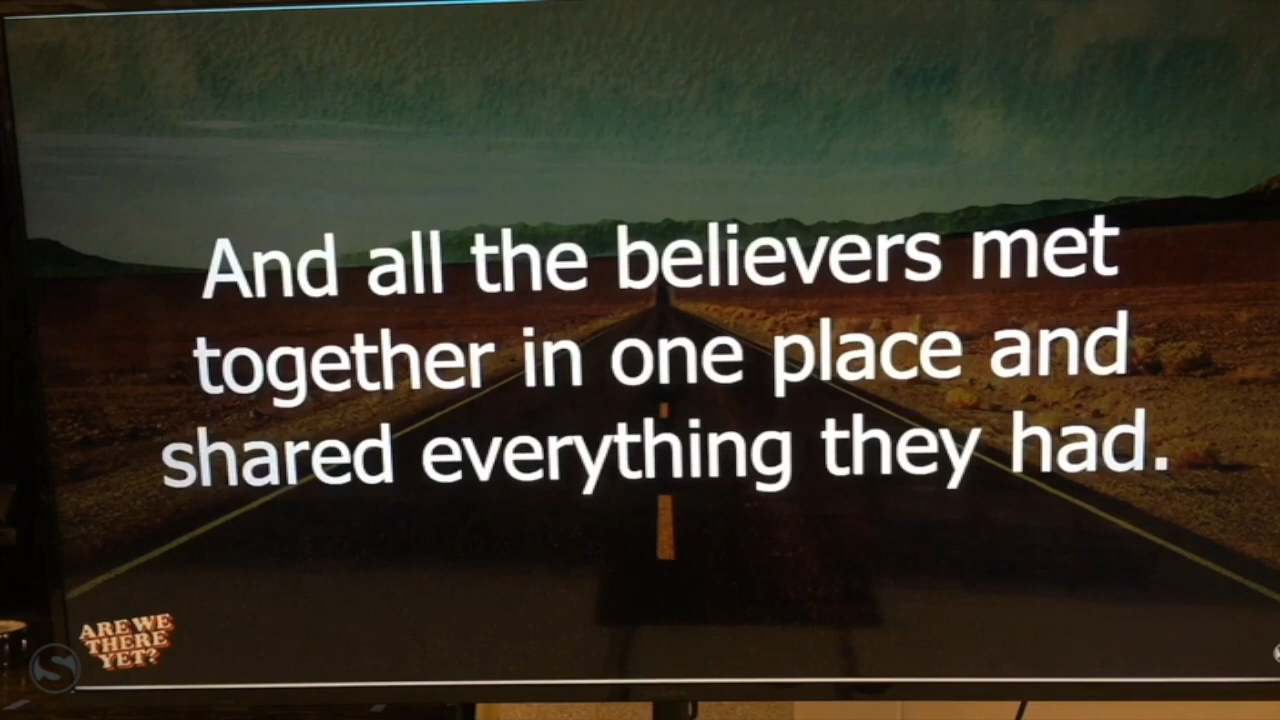 And all the believers met
together in one place and
shared everything they had.
ARE WE
THERE
YET?
S